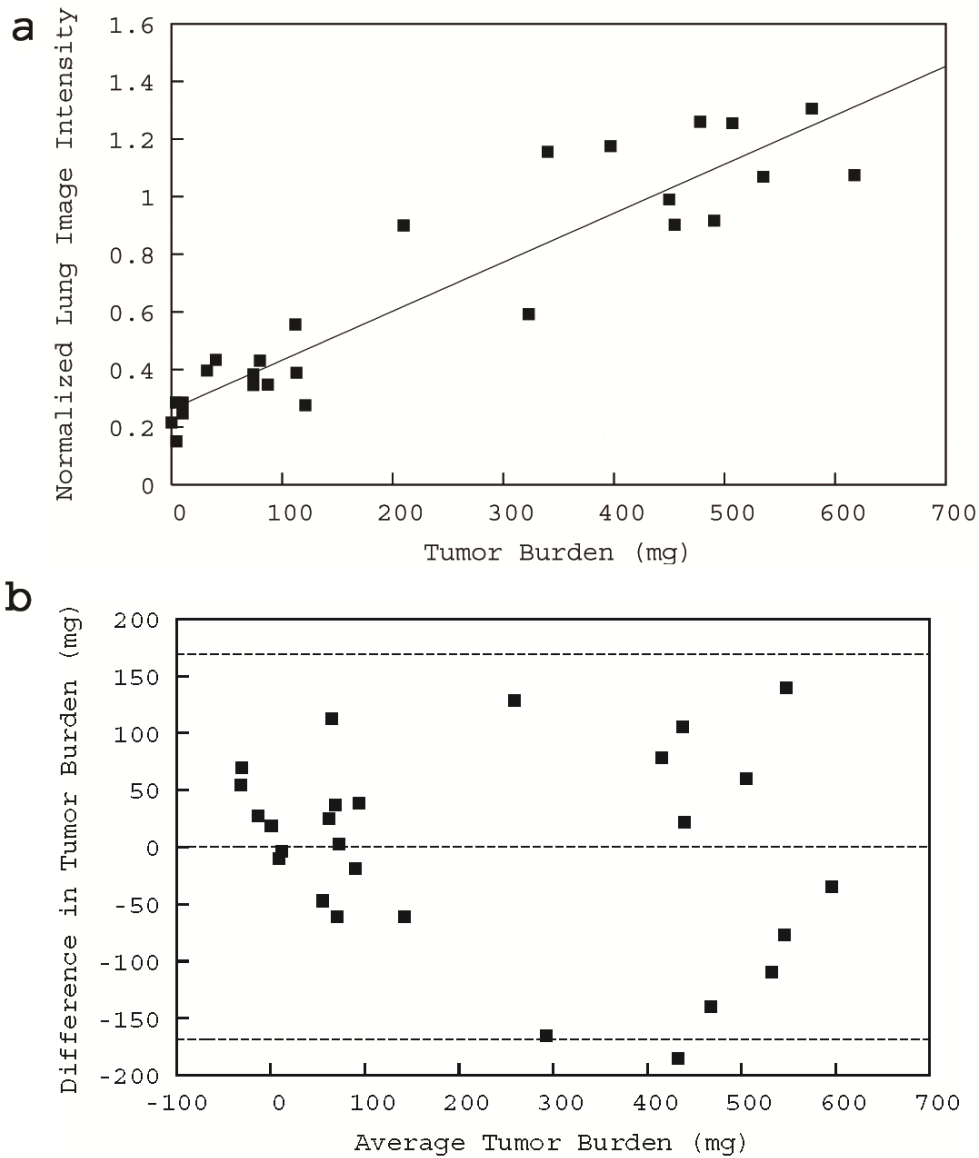 a
Normalized Lung Image Intensity
1.6
1.4
1.2
1
0.8
0.6
0.4
0.2
0
0 100 200 300 400 500 600 700
Tumor Burden (mg)
b
Difference in Tumor Burden (mg)
200
150
100
50
0
-50
-100
-150
-200
-100 0 100 200 300 400 500 600 700
Average Tumor Burden (mg)